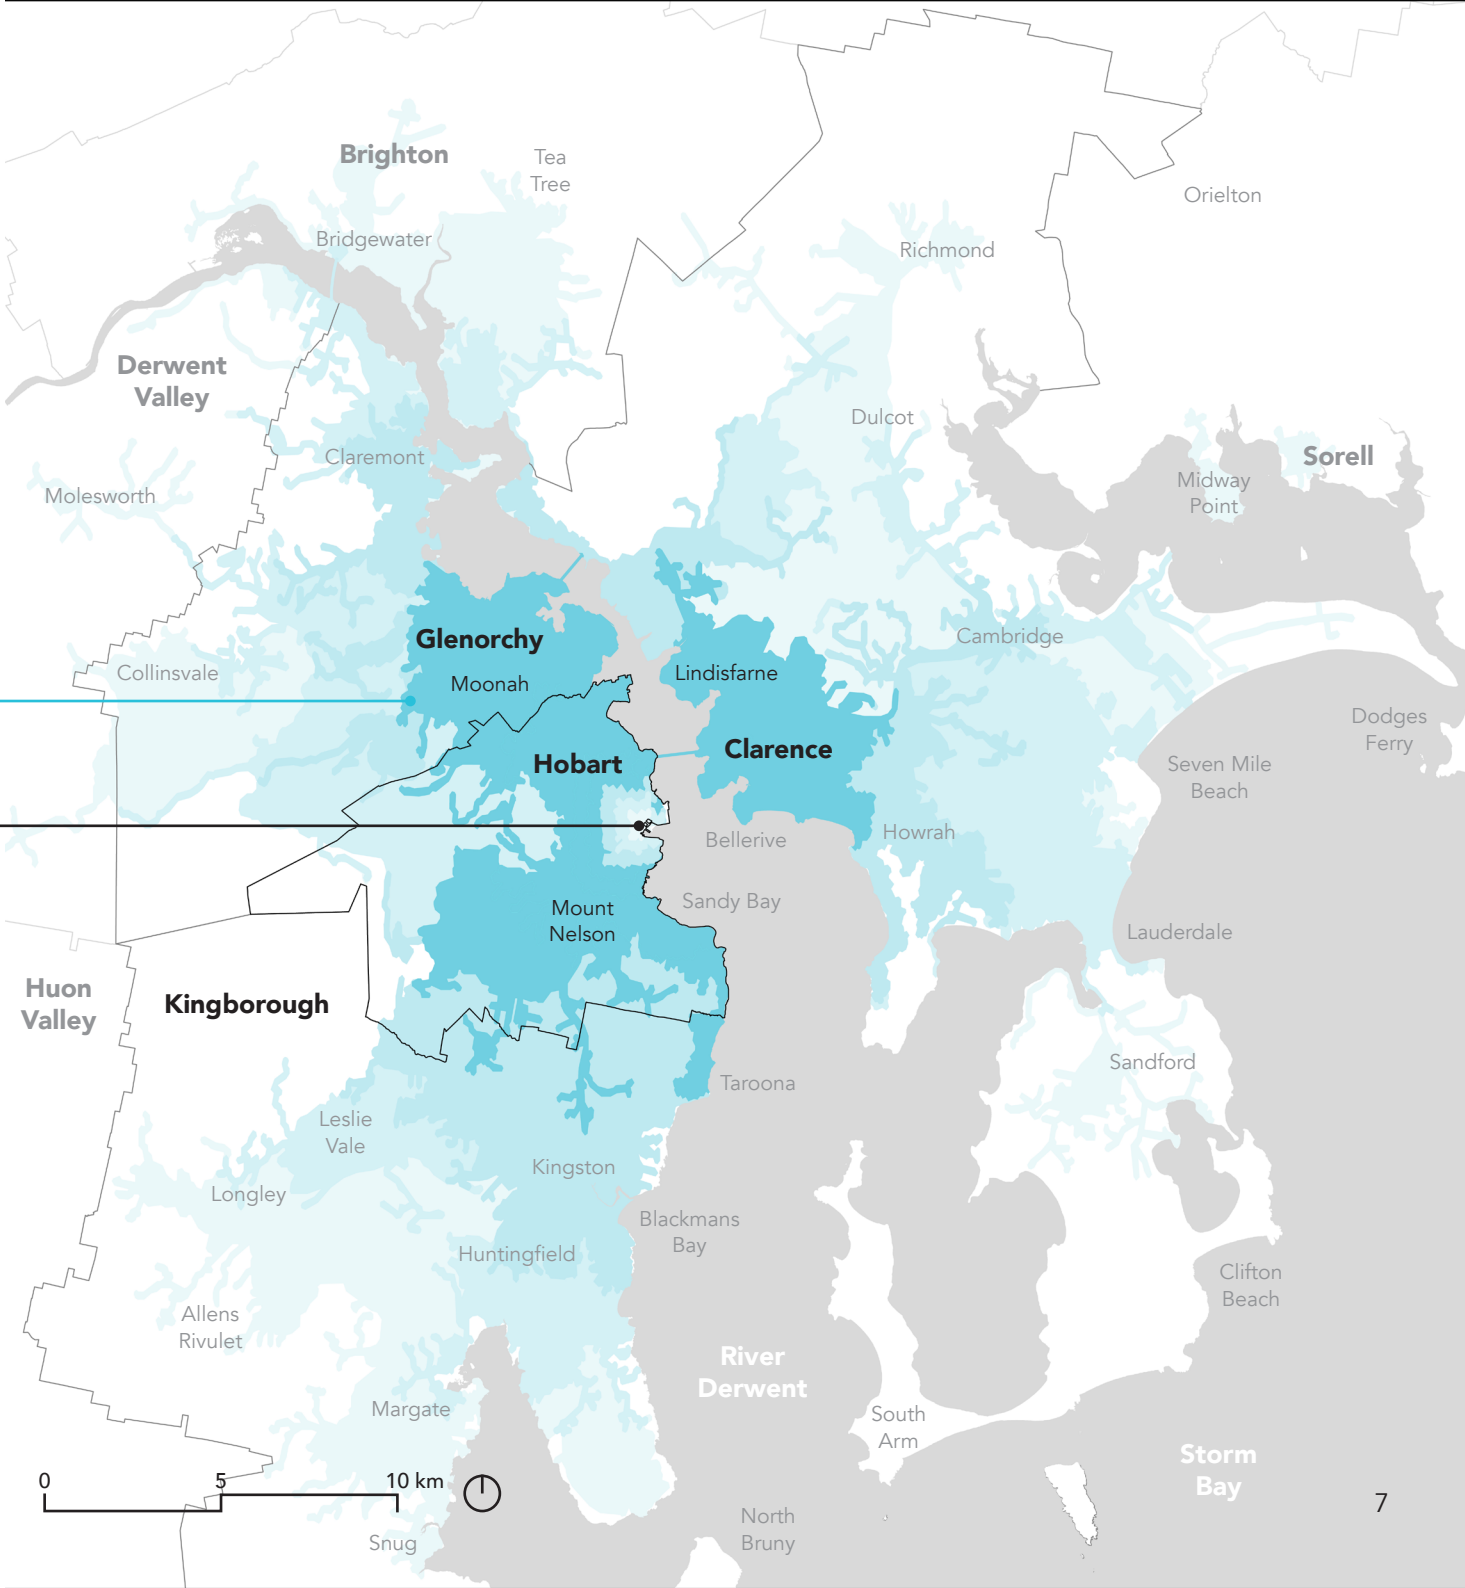 Brighton
Tea
Tree
Orielton
Bridgewater
Richmond
Derwent
Valley
Dulcot
Claremont
Sorell
Molesworth
Midway
Point
Glenorchy
Cambridge
Collinsvale
Lindisfarne
Moonah
Dodges
Ferry
Hobart
Clarence
Seven Mile
Beach
Howrah
Bellerive
Sandy Bay
Mount
Nelson
Lauderdale
Huon
Valley
Kingborough
Sandford
Taroona
Leslie
Vale
Kingston
Longley
Blackmans
Bay
Huntingfield
Clifton
Beach
Allens
Rivulet
River
Derwent
Margate
South
Arm
Storm
Bay
0 5 10 km
7
North
Bruny
Snug